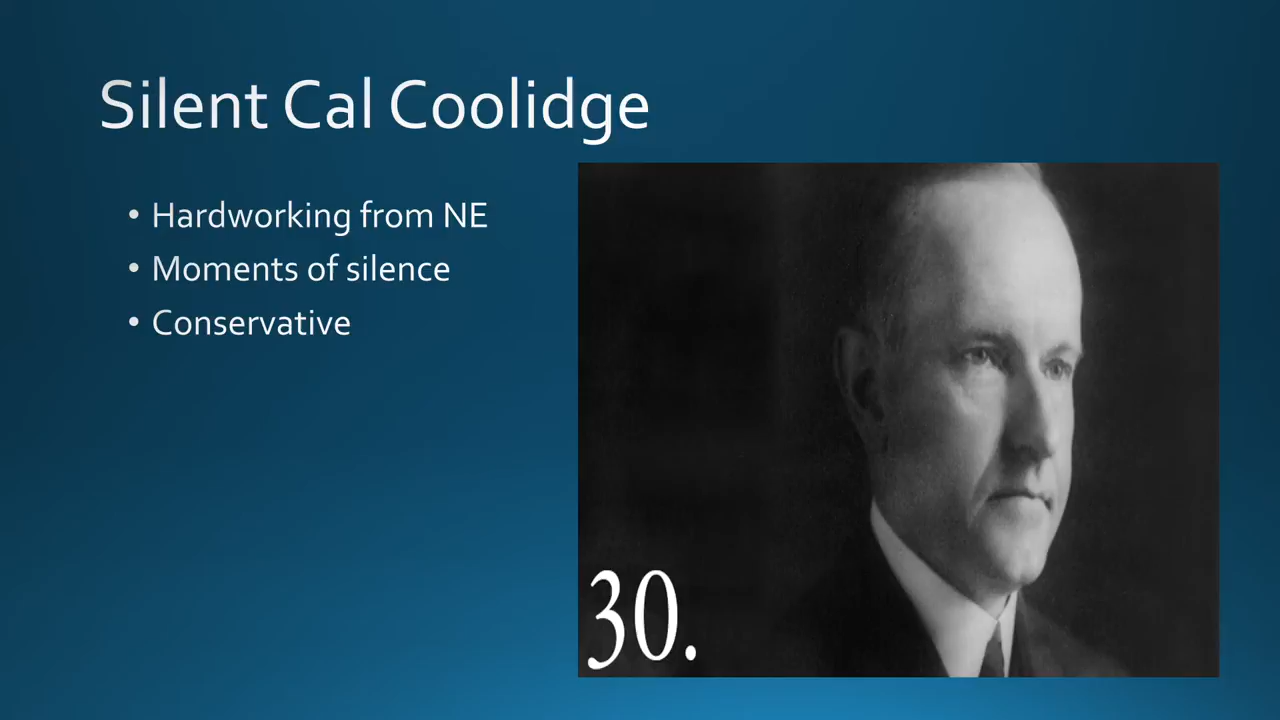 Silent Cal Coolidge
• Hardworking from NE
• Moments of silence
• Conservative
30.